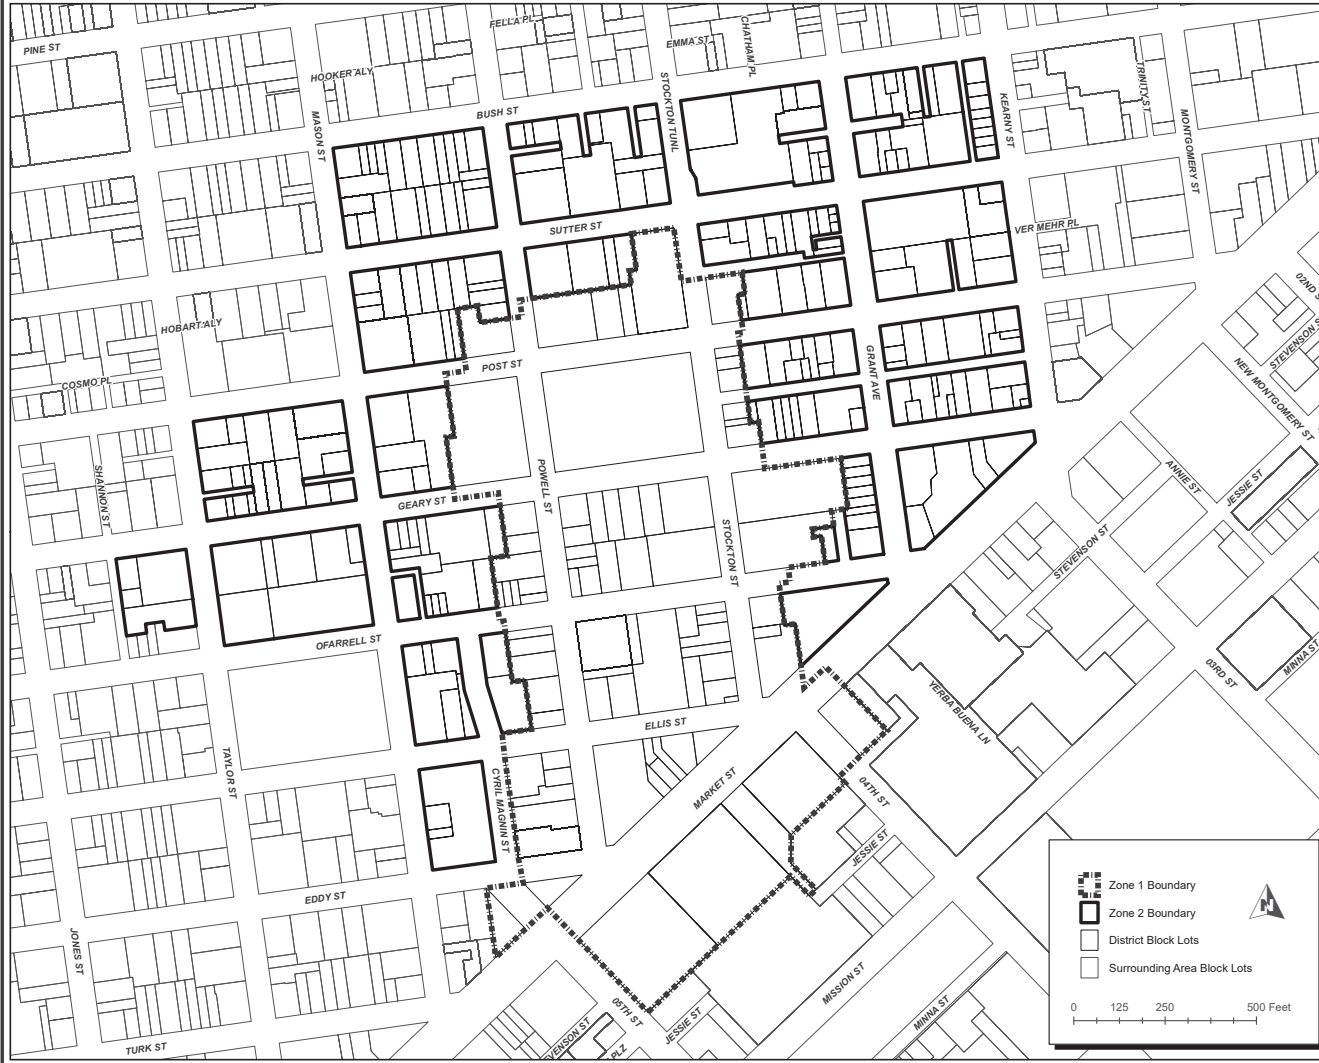 FELLA PL
PINE ST
EMMA ST
CHATHAM PL
HOOKER ALY
TRINITY ST
BUSH ST
STOCKTON TUNL
KEARNY ST
MASON ST
MONTGOMERY ST
SUTTER ST
VER MEHR PL
02ND S
HOBART ALY
STEVENSON S
POST ST
GRANT AVE
COSMO PL
NEW MONTGOMERY ST
SHANNON ST
POWELL ST
ANNIE ST
JESSIE ST
GEARY ST
STOCKTON ST
STEVENSON ST
OFARRELL ST
MINNA ST
03RD ST
YERBA BUENA LN
ELLIS ST
TAYLOR ST
MARKET ST
04TH ST
CYRIL MAGNIN ST
JESSIE ST
EDDY ST
JONES ST
MISSION ST
05TH ST
JESSIE ST
MINNA ST
VENSON ST
PLZ
TURK ST
Zone 1 Boundary
Zone 2 Boundary
District Block Lots
Surrounding Area Block Lots
N
0 125 250 500 Feet